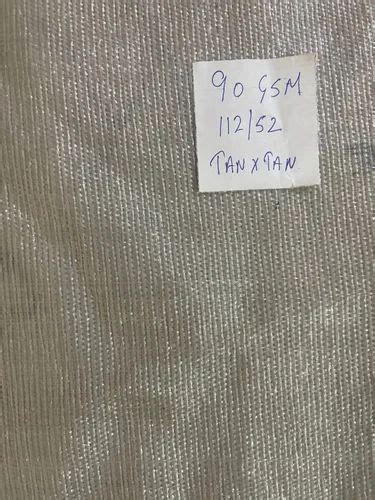 90 GSM
112/52
TAN X TAN